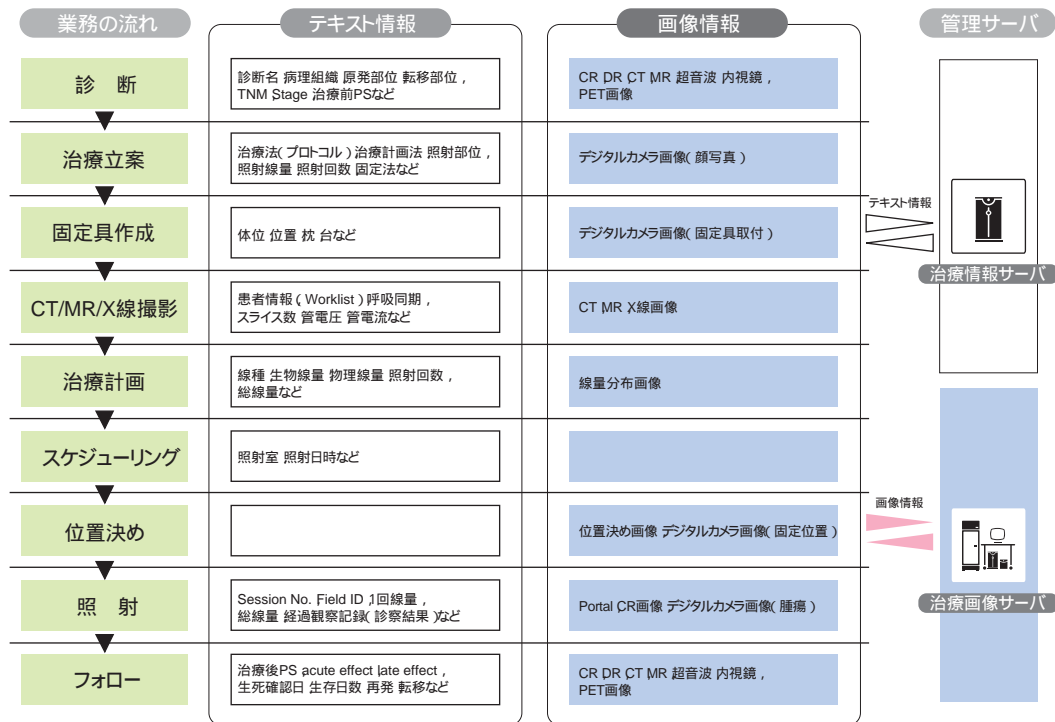 業務の流れ
テキスト情報
画像情報
管理サーバ
診 断
診断名 病理組織 原発部位 転移部位，
TNM Stage 治療前PSなど
CR DR CT MR 超音波 内視鏡，
PET画像
治療立案
治療法（プロトコル）治療計画法 照射部位，
照射線量 照射回数 固定法など
デジタルカメラ画像（顔写真）
固定具作成
体位 位置 枕 台など
デジタルカメラ画像（固定具取付）
テキスト情報
治療情報サーバ
CT/MR/X線撮影
患者情報（Worklist）呼吸同期，
スライス数 管電圧 管電流など
CT MR X線画像
治療計画
線種 生物線量 物理線量 照射回数，
総線量など
線量分布画像
スケジューリング
照射室 照射日時など
位置決め
位置決め画像 デジタルカメラ画像（固定位置）
画像情報
治療画像サーバ
照 射
Session No. Field ID 1回線量，
総線量 経過観察記録（診察結果）など
Portal CR画像 デジタルカメラ画像（腫瘍）
フォロー
治療後PS acute effect late effect，
生死確認日 生存日数 再発 転移など
CR DR CT MR 超音波 内視鏡，
PET画像